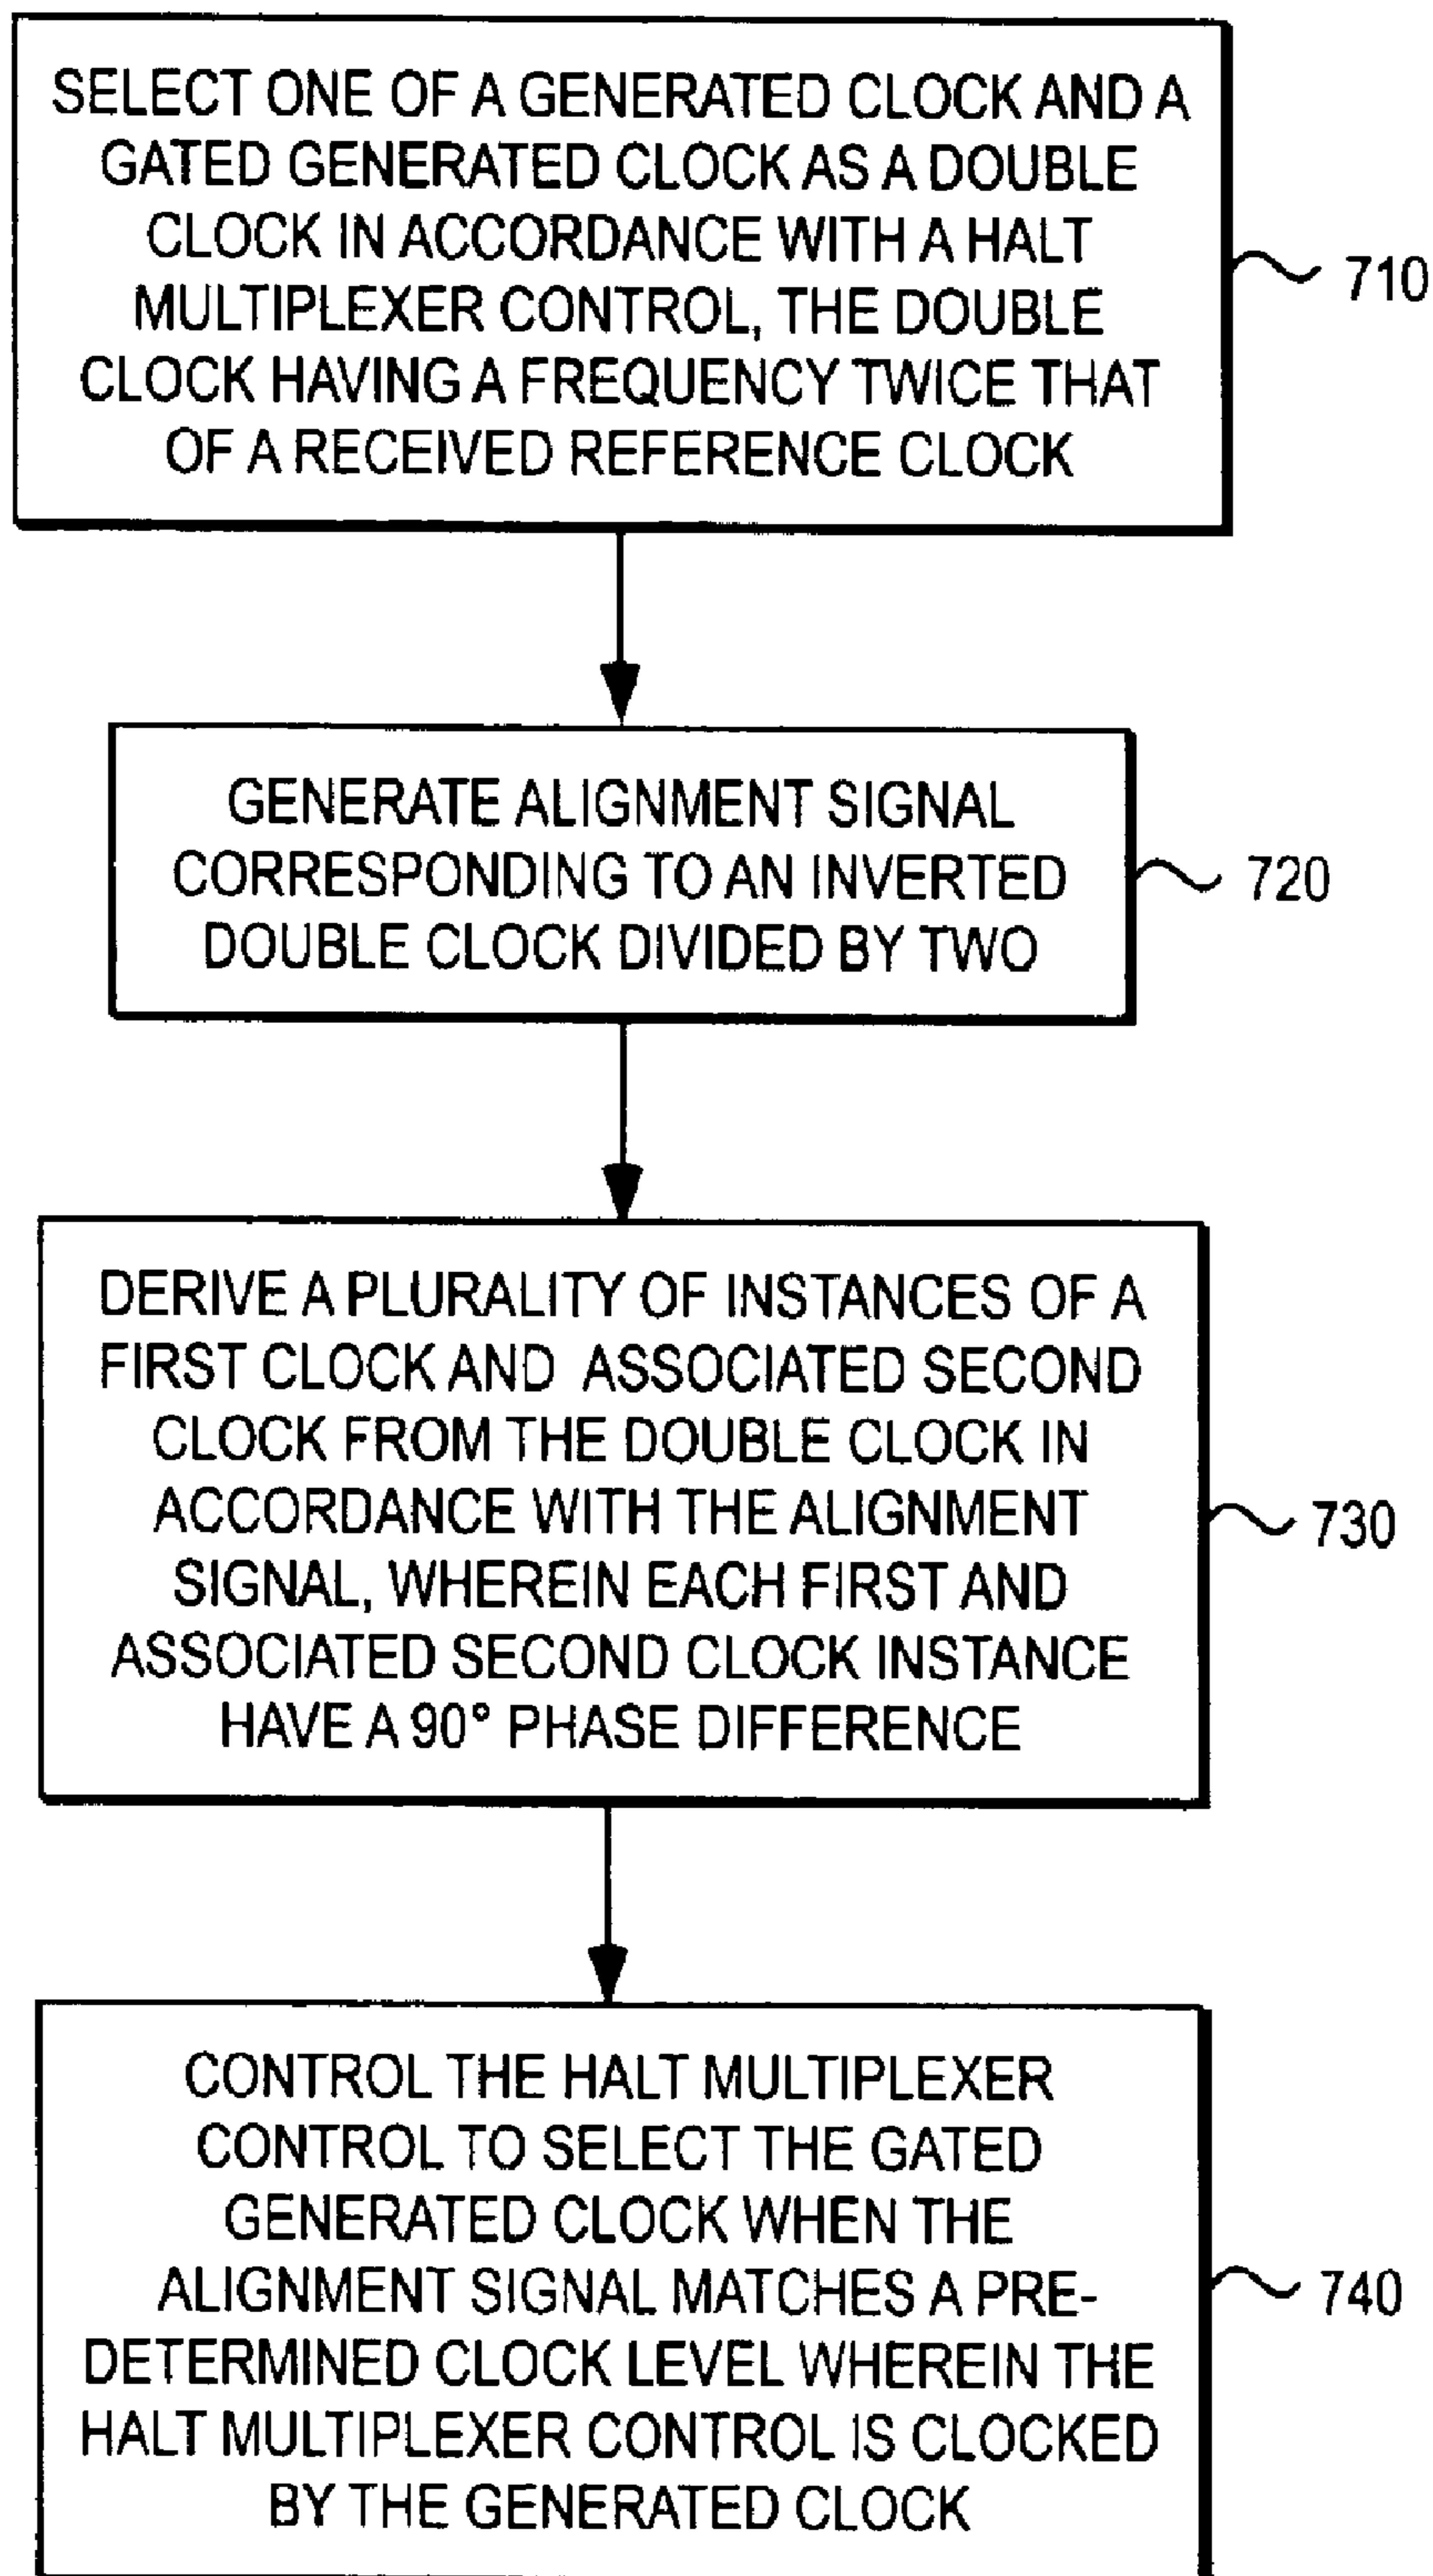 SELECT ONE OF A GENERATED CLOCK AND A
GATED GENERATED CLOCK AS A DOUBLE
CLOCK IN ACCORDANCE WITH A HALT
MULTIPLEXER CONTROL, THE DOUBLE
CLOCK HAVING A FREQUENCY TWICE THAT
OF A RECEIVED REFERENCE CLOCK
710
GENERATE ALIGNMENT SIGNAL
CORRESPONDING TO AN INVERTED
DOUBLE CLOCK DIVIDED BY TWO
720
DERIVE A PLURALITY OF INSTANCES OF A
FIRST CLOCK AND ASSOCIATED SECOND
CLOCK FROM THE DOUBLE CLOCK IN
ACCORDANCE WITH THE ALIGNMENT
SIGNAL, WHEREIN EACH FIRST AND
ASSOCIATED SECOND CLOCK INSTANCE
HAVE A 90° PHASE DIFFERENCE
730
CONTROL THE HALT MULTIPLEXER
CONTROL TO SELECT THE GATED
GENERATED CLOCK WHEN THE
ALIGNMENT SIGNAL MATCHES A PRE-
DETERMINED CLOCK LEVEL WHEREIN THE
HALT MULTIPLEXER CONTROL IS CLOCKED
BY THE GENERATED CLOCK
740